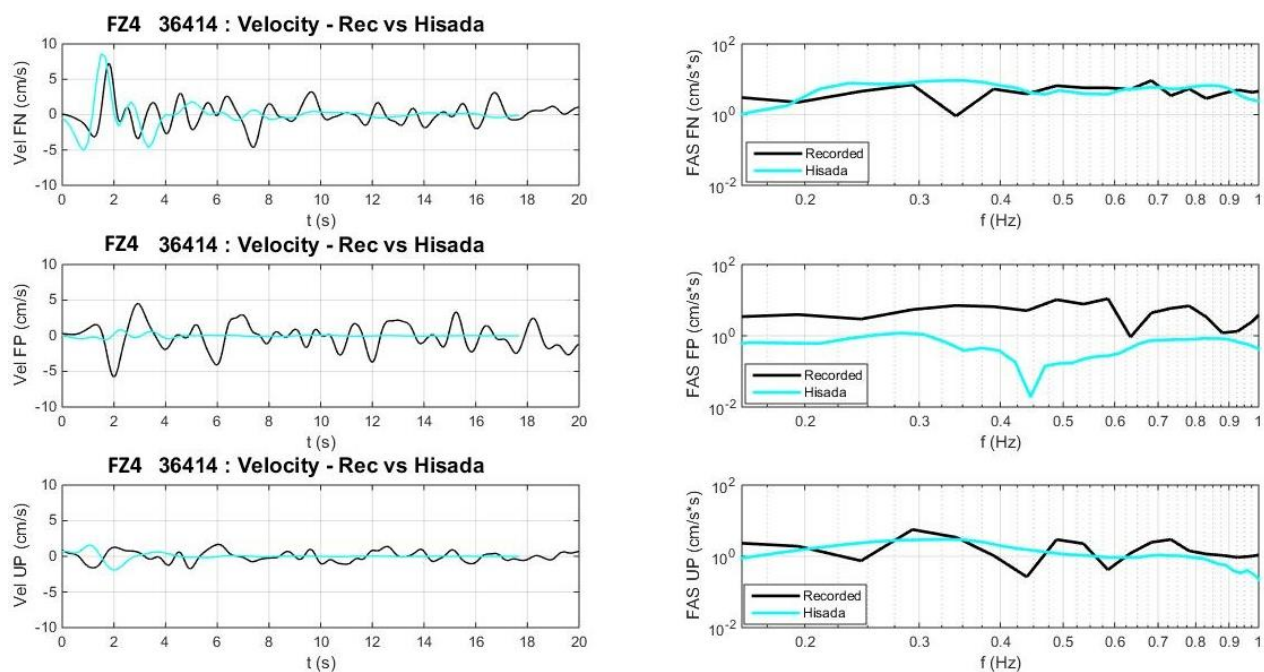 FZ4 36414 : Velocity - Rec vs Hisada
Vel FN (cm/s)
10
5
0
-5
-10
0 2 4 6 8 10 12 14 16 18 20
t (s)
FAS FN (cm/s*s)
10^2
10^0
10^-2
Recorded
Hisada
0.2 0.3 0.4 0.5 0.6 0.7 0.8 0.9 1
f (Hz)
FZ4 36414 : Velocity - Rec vs Hisada
Vel FP (cm/s)
10
5
0
-5
-10
0 2 4 6 8 10 12 14 16 18 20
t (s)
FAS FP (cm/s*s)
10^2
10^0
10^-2
Recorded
Hisada
0.2 0.3 0.4 0.5 0.6 0.7 0.8 0.9 1
f (Hz)
FZ4 36414 : Velocity - Rec vs Hisada
Vel UP (cm/s)
10
5
0
-5
-10
0 2 4 6 8 10 12 14 16 18 20
t (s)
FAS UP (cm/s*s)
10^2
10^0
10^-2
Recorded
Hisada
0.2 0.3 0.4 0.5 0.6 0.7 0.8 0.9 1
f (Hz)